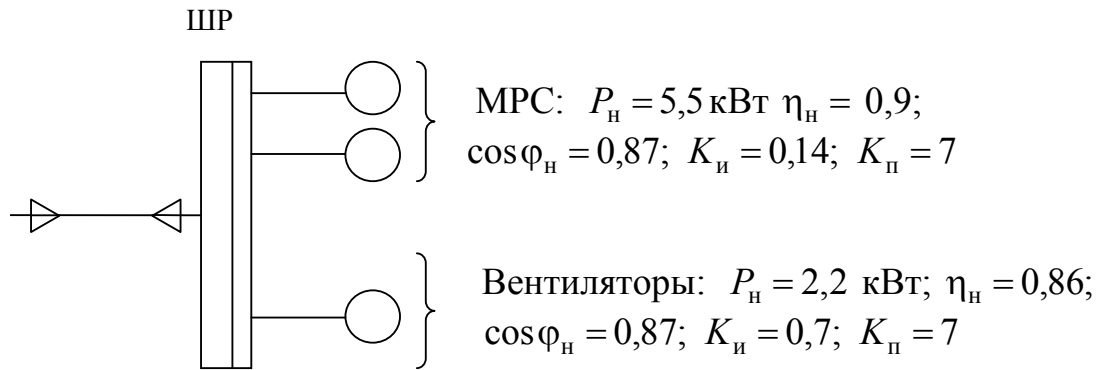 ШР
МРС: Pн = 5,5 кВт ηн = 0,9;
cosφн = 0,87; Kи = 0,14; Kп = 7
Вентиляторы: Pн = 2,2 кВт; ηн = 0,86;
cosφн = 0,87; Kи = 0,7; Kп = 7